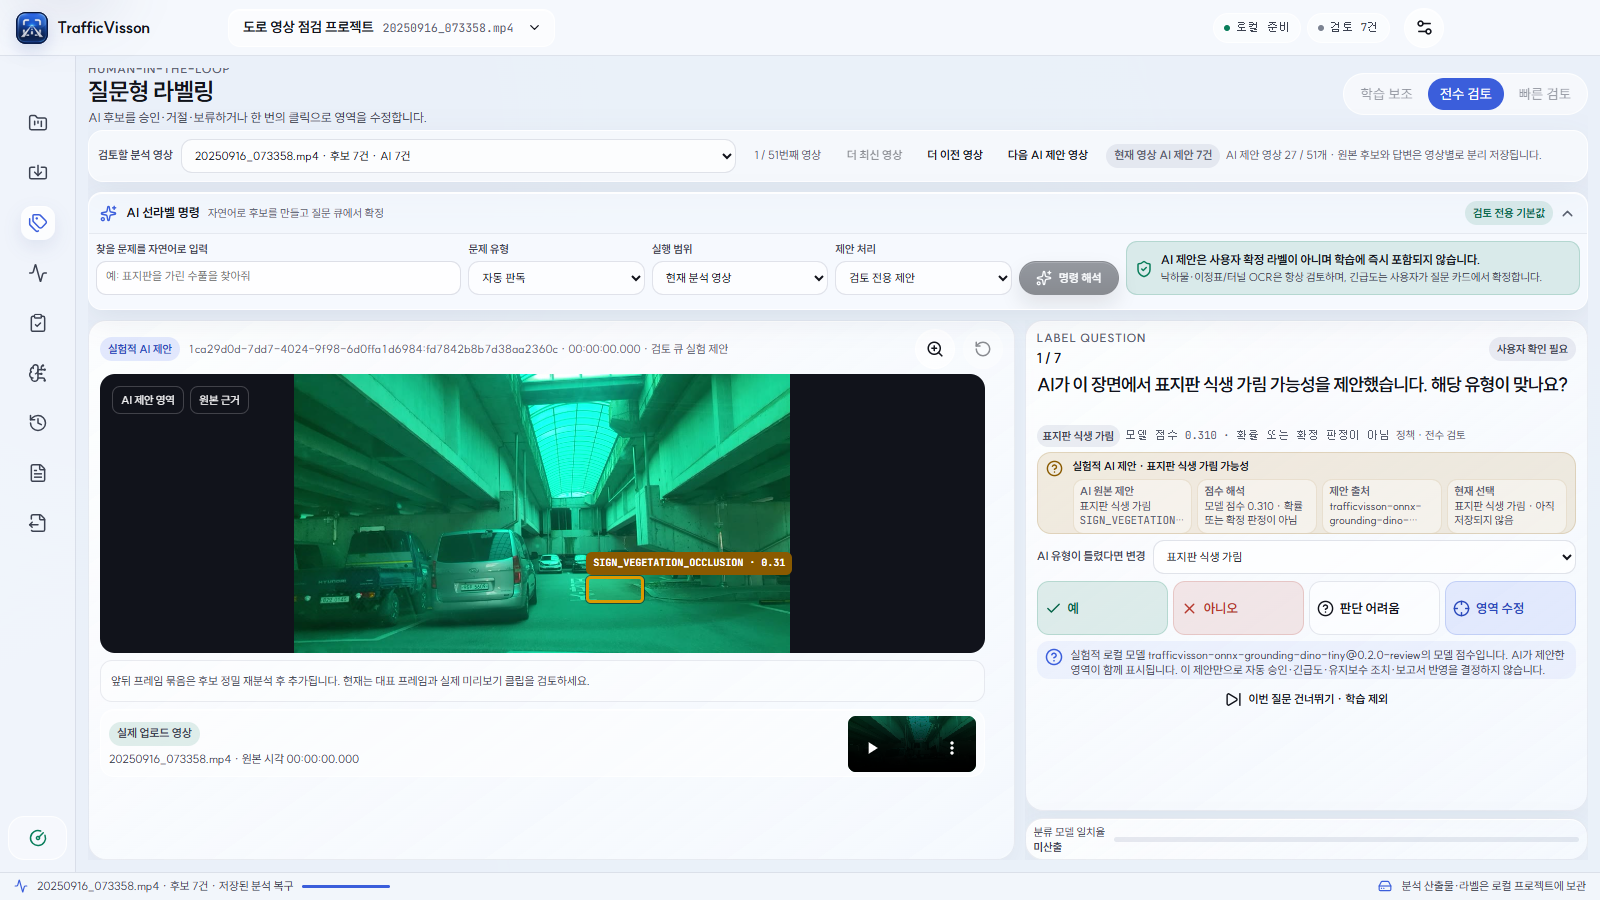 TrafficVisson
도로 영상 점검 프로젝트 20250916_073358.mp4
로컬 준비
검토 7건
HUMAN-IN-THE-LOOP
질문형 라벨링
AI 후보를 승인·거절·보류하거나 한 번의 클릭으로 영역을 수정합니다.
학습 보조 전수 검토 빠른 검토
검토할 분석 영상 20250916_073358.mp4 · 후보 7건 · AI 7건 1 / 51번째 영상 더 최신 영상 더 이전 영상 다음 AI 제안 영상 현재 영상 AI 제안 7건 AI 제안 영상 27 / 51개 · 원본 후보와 답변은 영상별로 분리 저장됩니다.
AI 선라벨 명령 자연어로 후보를 만들고 질문 큐에서 확정
검토 전용 기본값
찾을 문제를 자연어로 입력 문제 유형 실행 범위 제안 처리
예: 표지판을 가린 수풀을 찾아줘 자동 판독 현재 분석 영상 검토 전용 제안 명령 해석
AI 제안은 사용자 확정 라벨이 아니며 학습에 즉시 포함되지 않습니다.
낙하물·이정표/터널 OCR은 항상 검토하며, 긴급도는 사용자가 질문 카드에서 확정합니다.
실험적 AI 제안 1ca29d0d-7dd7-4024-9f98-6d0ffa1d6984:fd7842b8b7d38aa2360c · 00:00:00.000 · 검토 큐 실험 제안
AI 제안 영역 원본 근거
SIGN_VEGETATION_OCCLUSION · 0.31
앞뒤 프레임 묶음은 후보 정밀 재분석 후 추가됩니다. 현재는 대표 프레임과 실제 미리보기 클립을 검토하세요.
실제 업로드 영상
20250916_073358.mp4 · 원본 시각 00:00:00.000
LABEL QUESTION
1 / 7
사용자 확인 필요
AI가 이 장면에서 표지판 식생 가림 가능성을 제안했습니다. 해당 유형이 맞나요?
표지판 식생 가림 모델 점수 0.310 · 확률 또는 확정 판정이 아님 정책 · 전수 검토
실험적 AI 제안 · 표지판 식생 가림 가능성
AI 원본 제안
표지판 식생 가림
SIGN_VEGETATION…
점수 해석
모델 점수 0.310 · 확률
또는 확정 판정이 아님
제안 출처
trafficvisson-onnx-
grounding-dino-…
현재 선택
표지판 식생 가림 · 아직
저장되지 않음
AI 유형이 틀렸다면 변경 표지판 식생 가림
예 아니오 판단 어려움 영역 수정
실험적 로컬 모델 trafficvisson-onnx-grounding-dino-tiny@0.2.0-review의 모델 점수입니다. AI가 제안한
영역이 함께 표시됩니다. 이 제안만으로 자동 승인·긴급도·유지보수 조치·보고서 반영을 결정하지 않습니다.
이번 질문 건너뛰기 · 학습 제외
분류 모델 일치율
미산출
20250916_073358.mp4 · 후보 7건 · 저장된 분석 복구
분석 산출물·라벨은 로컬 프로젝트에 보관